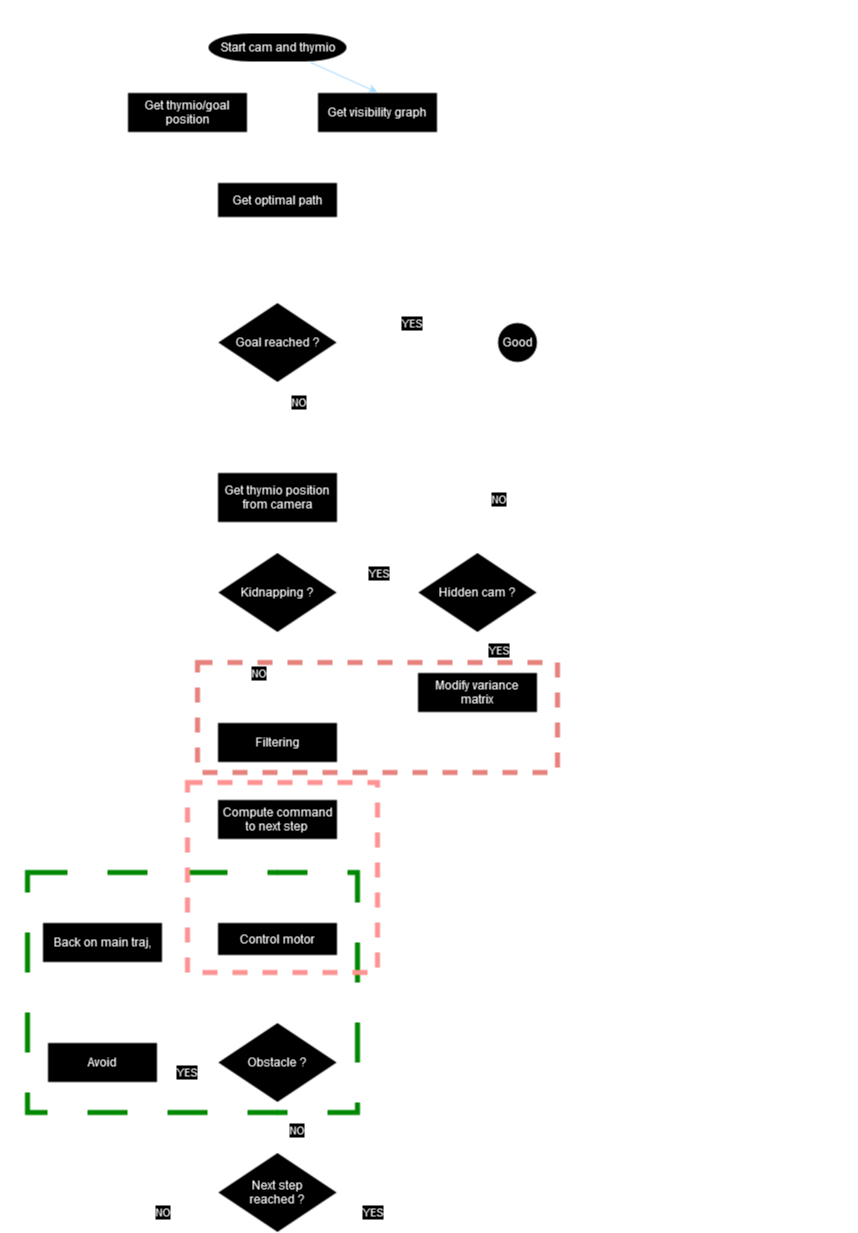 Start cam and thymio
Get thymio/goal
position
Get visibility graph
Get optimal path
Goal reached ?
YES
Good
NO
Get thymio position
from camera
NO
Kidnapping ?
YES
Hidden cam ?
YES
NO
Modify variance
matrix
Filtering
Compute command
to next step
Back on main traj,
Control motor
Avoid
YES
Obstacle ?
NO
Next step
reached ?
NO
YES